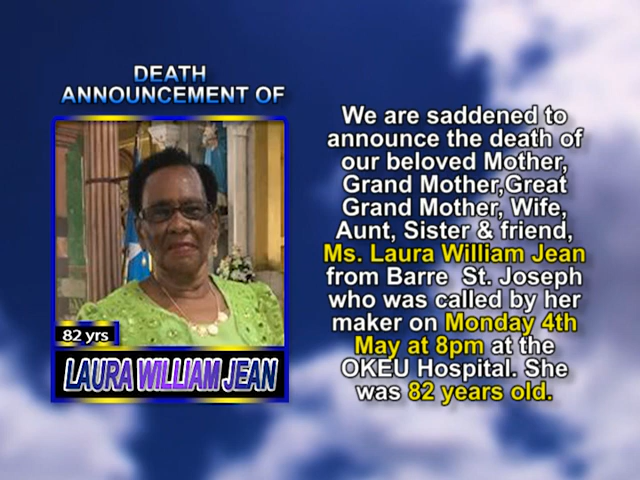 DEATH
ANNOUNCEMENT OF
82 yrs
LAURA WILLIAM JEAN
We are saddened to
announce the death of
our beloved Mother,
Grand Mother,Great
Grand Mother, Wife,
Aunt, Sister & friend,
Ms. Laura William Jean
from Barre St. Joseph
who was called by her
maker on Monday 4th
May at 8pm at the
OKEU Hospital. She
was 82 years old.